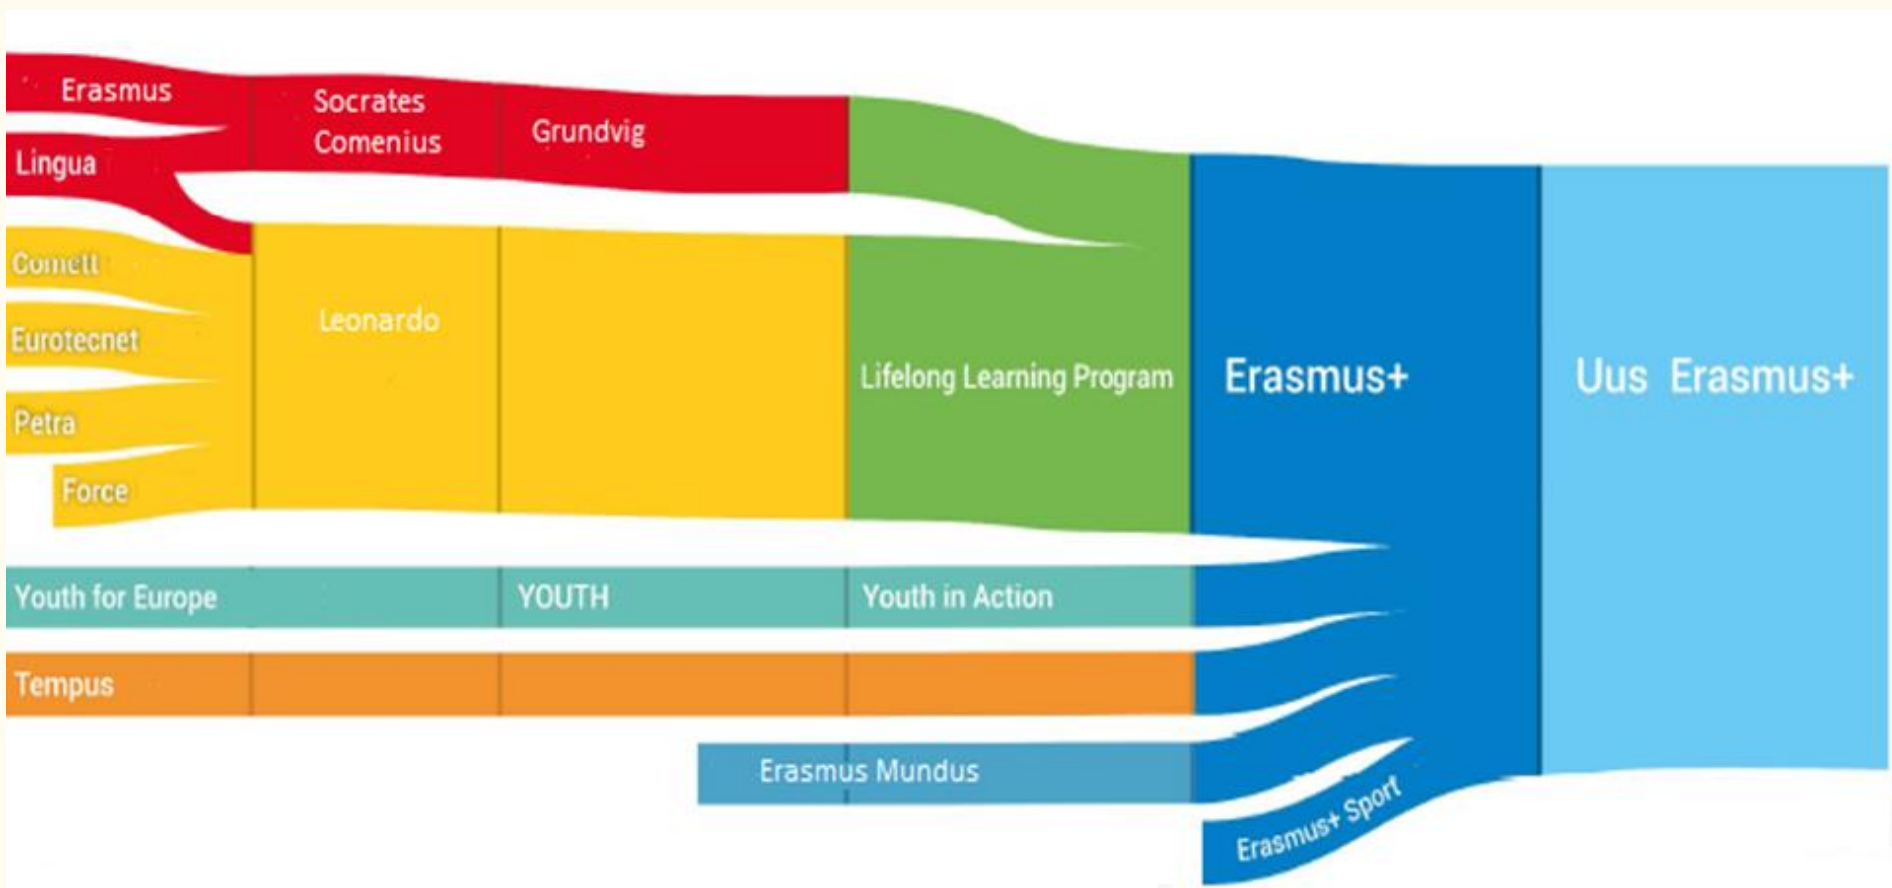 Erasmus
Socrates
Comenius
Grundvig
Lingua
Comett
Eurotecnet
Petra
Force
Leonardo
Lifelong Learning Program
Erasmus+
Uus Erasmus+
Youth for Europe
YOUTH
Youth in Action
Tempus
Erasmus Mundus
Erasmus+ Sport